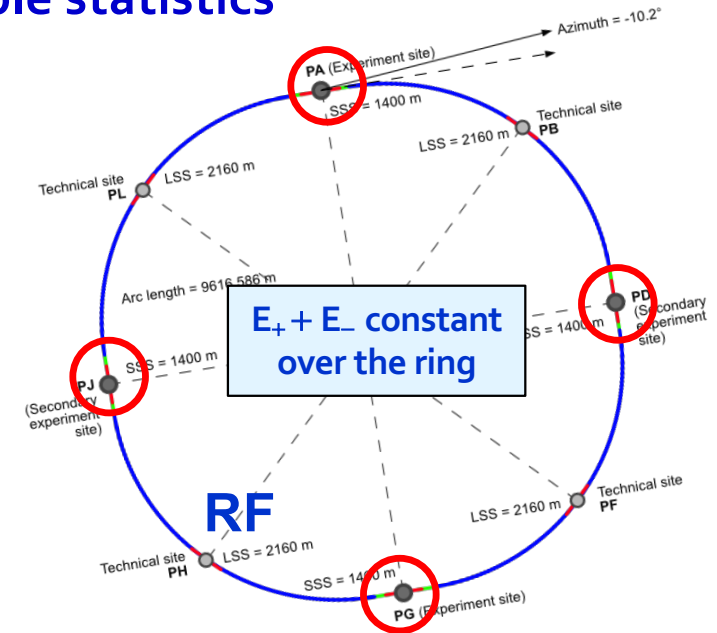 ple statistics
Azimuth = -10.2°
PA (Experiment site)
SSS = 1400 m
Technical site
PB
LSS = 2160 m
Technical site
PL
LSS = 2160 m
Arc length = 9616.586 m
E₊ + E₋ constant
over the ring
PD
(Secondary
experiment
site)
SS = 1400 m
SSS = 1400 m
PJ
(Secondary
experiment
site)
RF
Technical site
PF
LSS = 2160 m
Technical site
PH
LSS = 2160 m
SSS = 1400 m
PG (Experiment site)